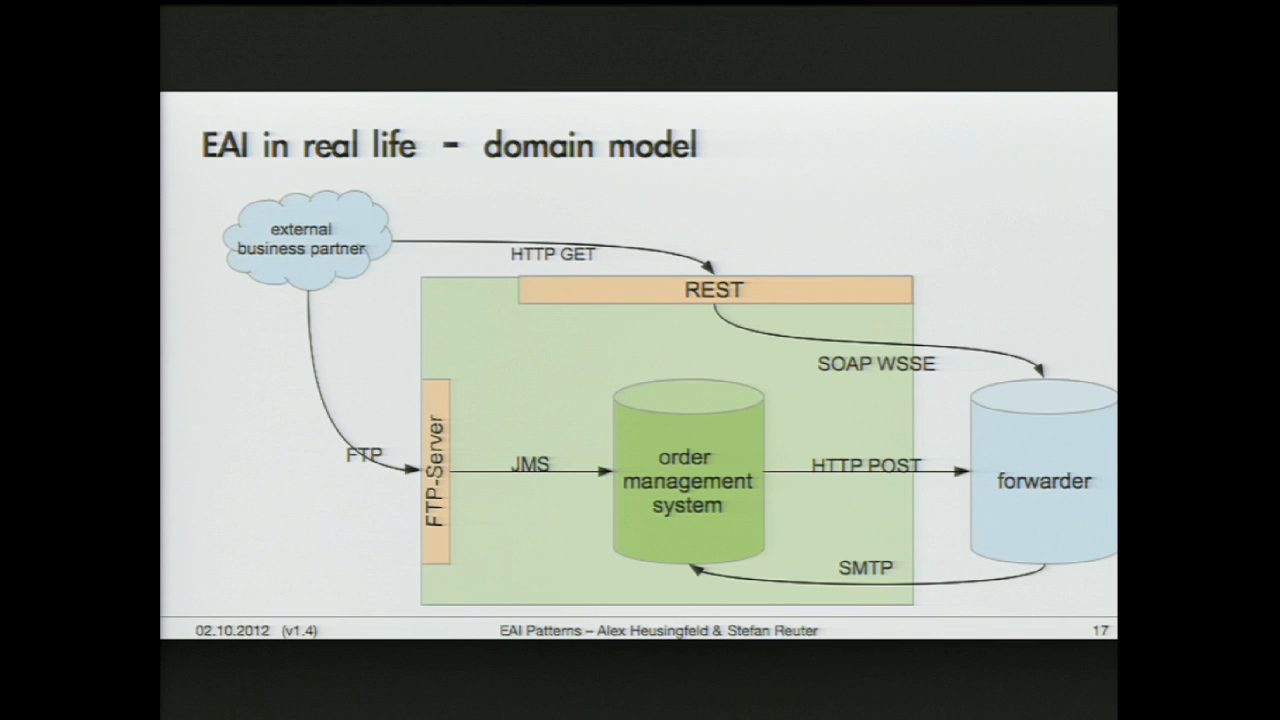 EAI in real life - domain model
external
business partner
HTTP GET
REST
SOAP WSSE
FTP
FTP-Server
JMS
order
management
system
HTTP POST
forwarder
SMTP
02.10.2012 (v1.4)
EAI Patterns – Alex Heusingfeld & Stefan Reuter
17